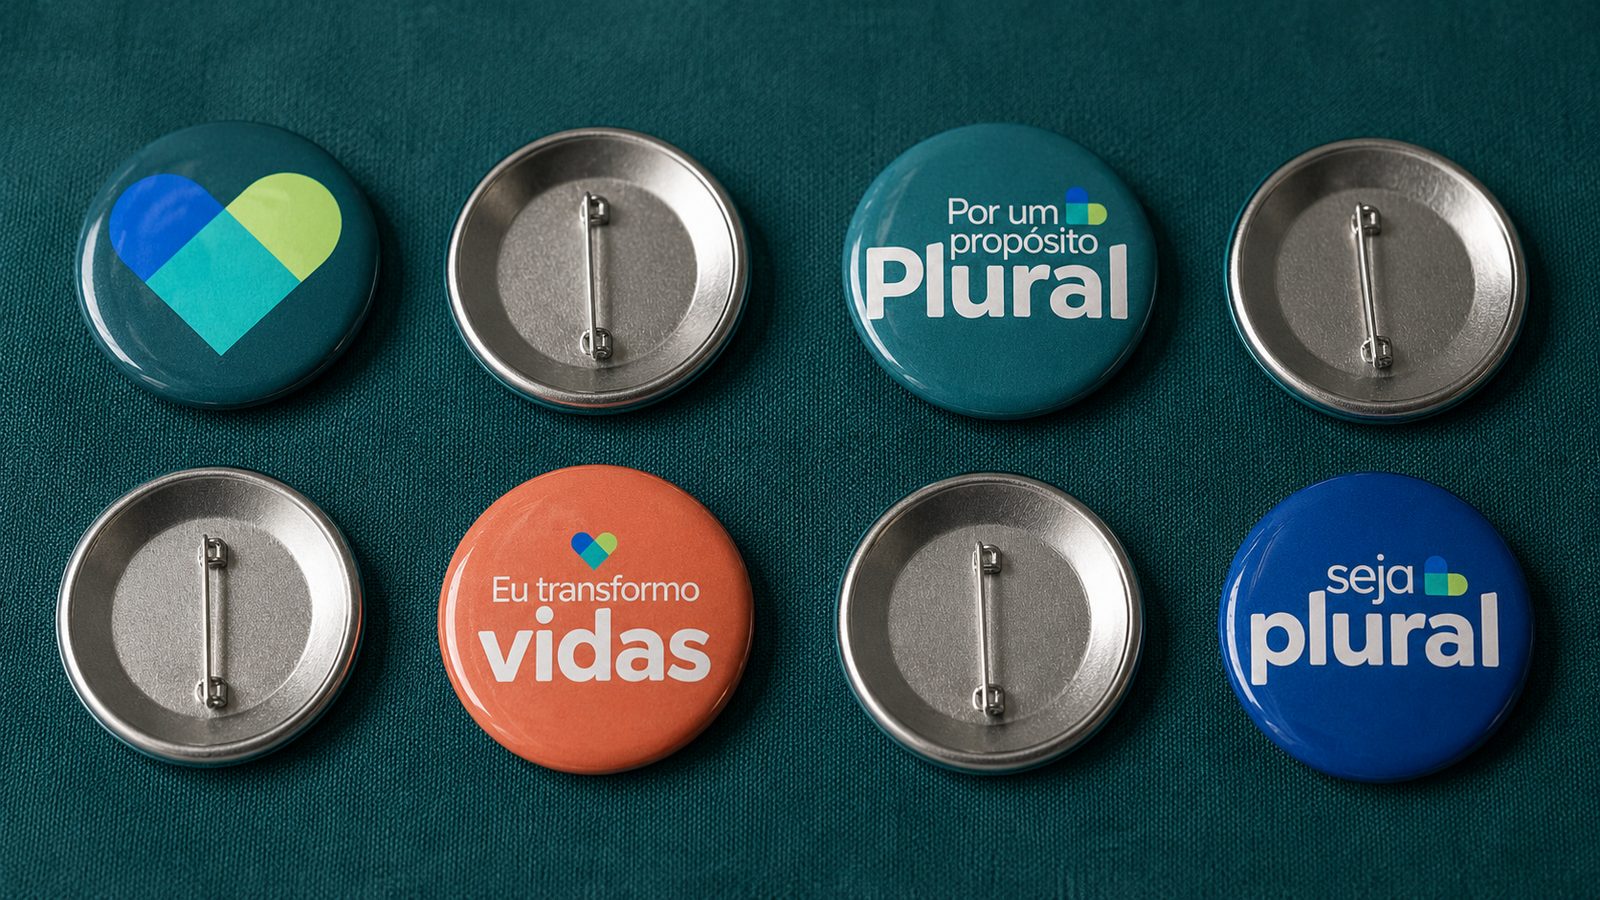 Por um
propósito
Plural
Eu transformo
vidas
seja
plural